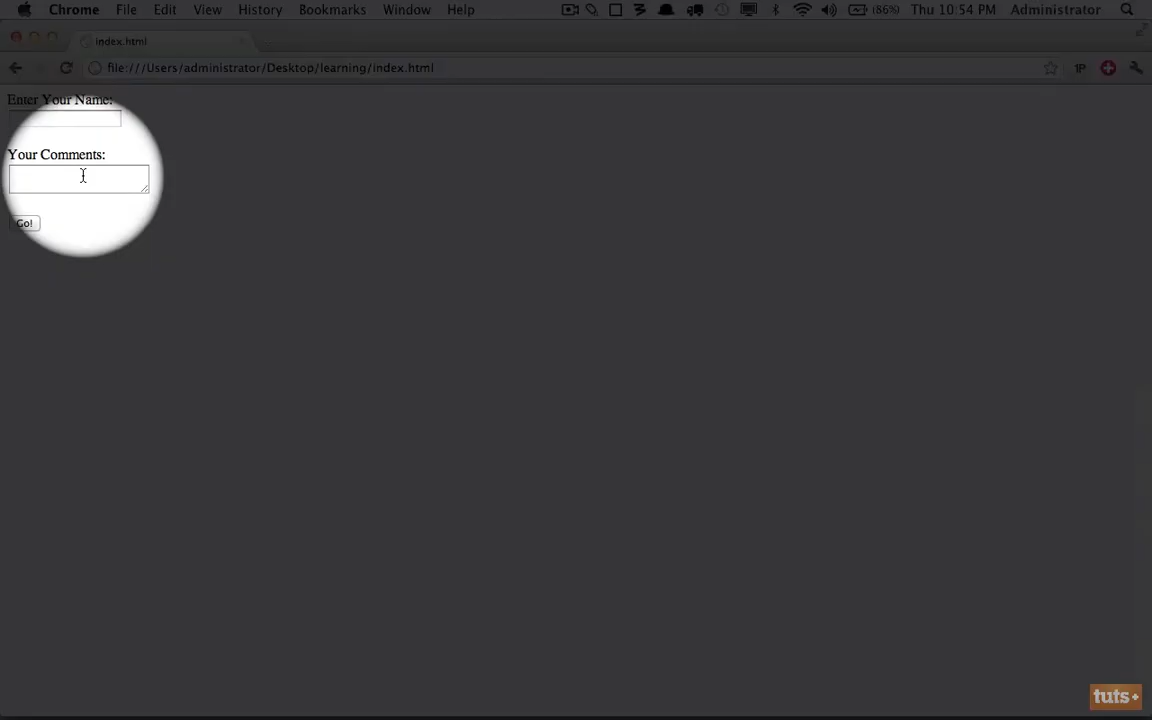 Chrome File Edit View History Bookmarks Window Help (86%) Thu 10:54 PM Administrator
index.html
file:///Users/administrator/Desktop/learning/index.html 1P
Enter Your Name:
Your Comments:
Go!
tuts+